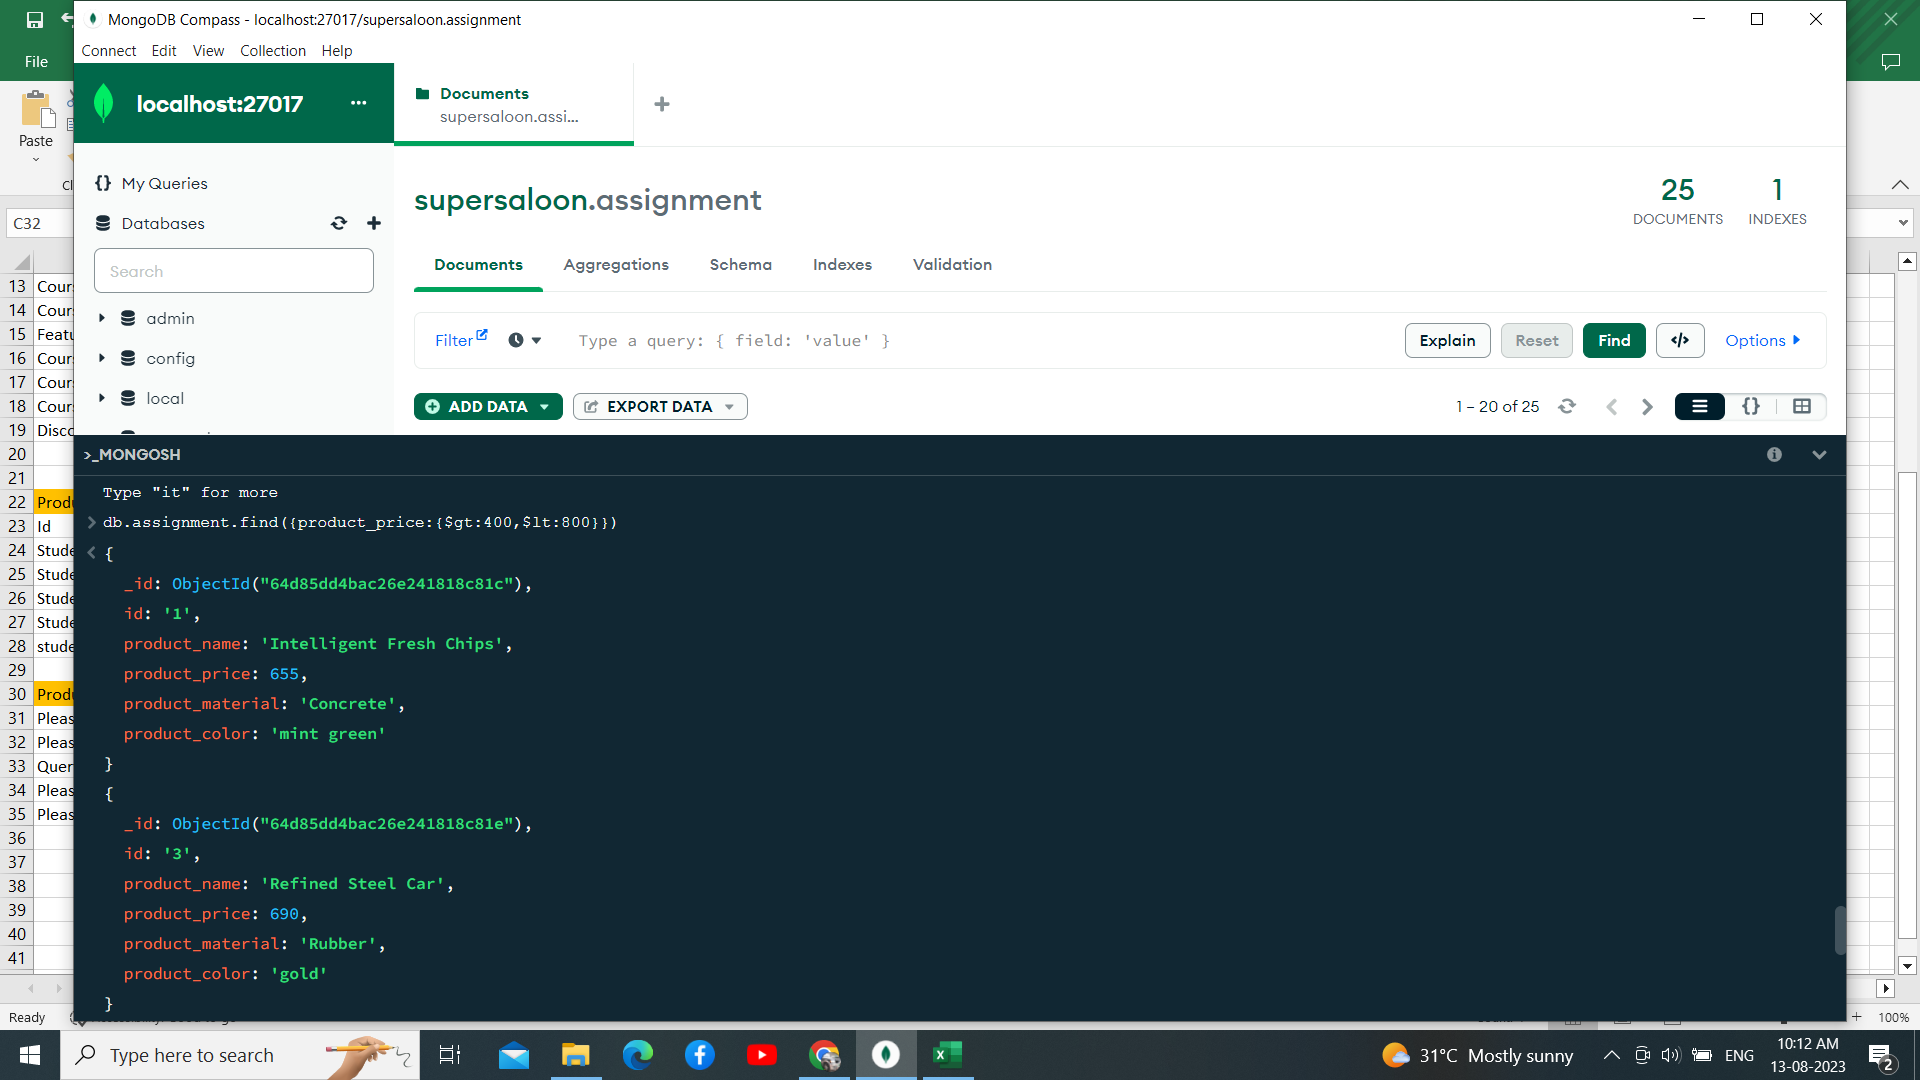 MongoDB Compass - localhost:27017/supersaloon.assignment
Connect Edit View Collection Help
File
localhost:27017 ...
Documents
supersaloon.assi...
Paste
My Queries
Databases
Search
admin
config
local
C32
supersaloon.assignment
25
DOCUMENTS
1
INDEXES
Documents Aggregations Schema Indexes Validation
Filter Type a query: { field: 'value' } Explain Reset Find </> Options
ADD DATA EXPORT DATA 1 – 20 of 25
>_MONGOSH
Type "it" for more
db.assignment.find({product_price:{$gt:400,$lt:800}})
{
_id: ObjectId("64d85dd4bac26e241818c81c"),
id: '1',
product_name: 'Intelligent Fresh Chips',
product_price: 655,
product_material: 'Concrete',
product_color: 'mint green'
}
{
_id: ObjectId("64d85dd4bac26e241818c81e"),
id: '3',
product_name: 'Refined Steel Car',
product_price: 690,
product_material: 'Rubber',
product_color: 'gold'
}
13 Cour
14 Cour
15 Featu
16 Cour
17 Cour
18 Cour
19 Disco
20
21
22 Produ
23 Id
24 Stude
25 Stude
26 Stude
27 Stude
28 stude
29
30 Produ
31 Pleas
32 Pleas
33 Quer
34 Pleas
35 Pleas
36
37
38
39
40
41
Ready
100%
Type here to search
31°C Mostly sunny
ENG
10:12 AM
13-08-2023
2